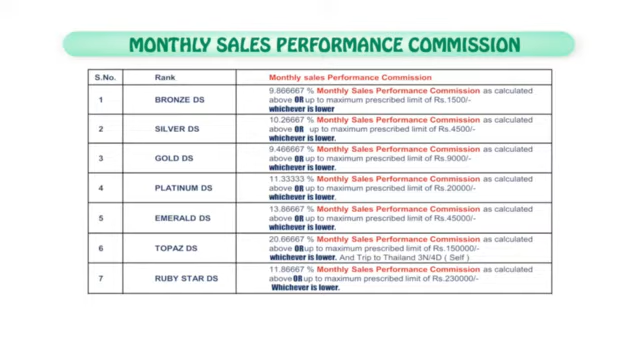 MONTHLY SALES PERFORMANCE COMMISSION
S.No. Rank Monthly sales Performance Commission
1 BRONZE DS 9.866667 % Monthly Sales Performance Commission as calculated
above OR up to maximum prescribed limit of Rs.1500/-
whichever is lower
2 SILVER DS 10.26667 % Monthly Sales Performance Commission as calculated
above OR up to maximum prescribed limit of Rs.4500/-
whichever is lower.
3 GOLD DS 9.466667 % Monthly Sales Performance Commission as calculated
above OR up to maximum prescribed limit of Rs.9000/-
whichever is lower.
4 PLATINUM DS 11.33333 % Monthly Sales Performance Commission as calculated
above OR up to maximum prescribed limit of Rs.20000/-
whichever is lower.
5 EMERALD DS 13.86667 % Monthly Sales Performance Commission as calculated
above OR up to maximum prescribed limit of Rs.45000/-
whichever is lower.
6 TOPAZ DS 20.66667 % Monthly Sales Performance Commission as calculated
above OR up to maximum prescribed limit of Rs.150000/-
whichever is lower. And Trip to Thailand 3N/4D ( Self )
7 RUBY STAR DS 11.86667 % Monthly Sales Performance Commission as calculated
above OR up to maximum prescribed limit of Rs.230000/-
Whichever is lower.